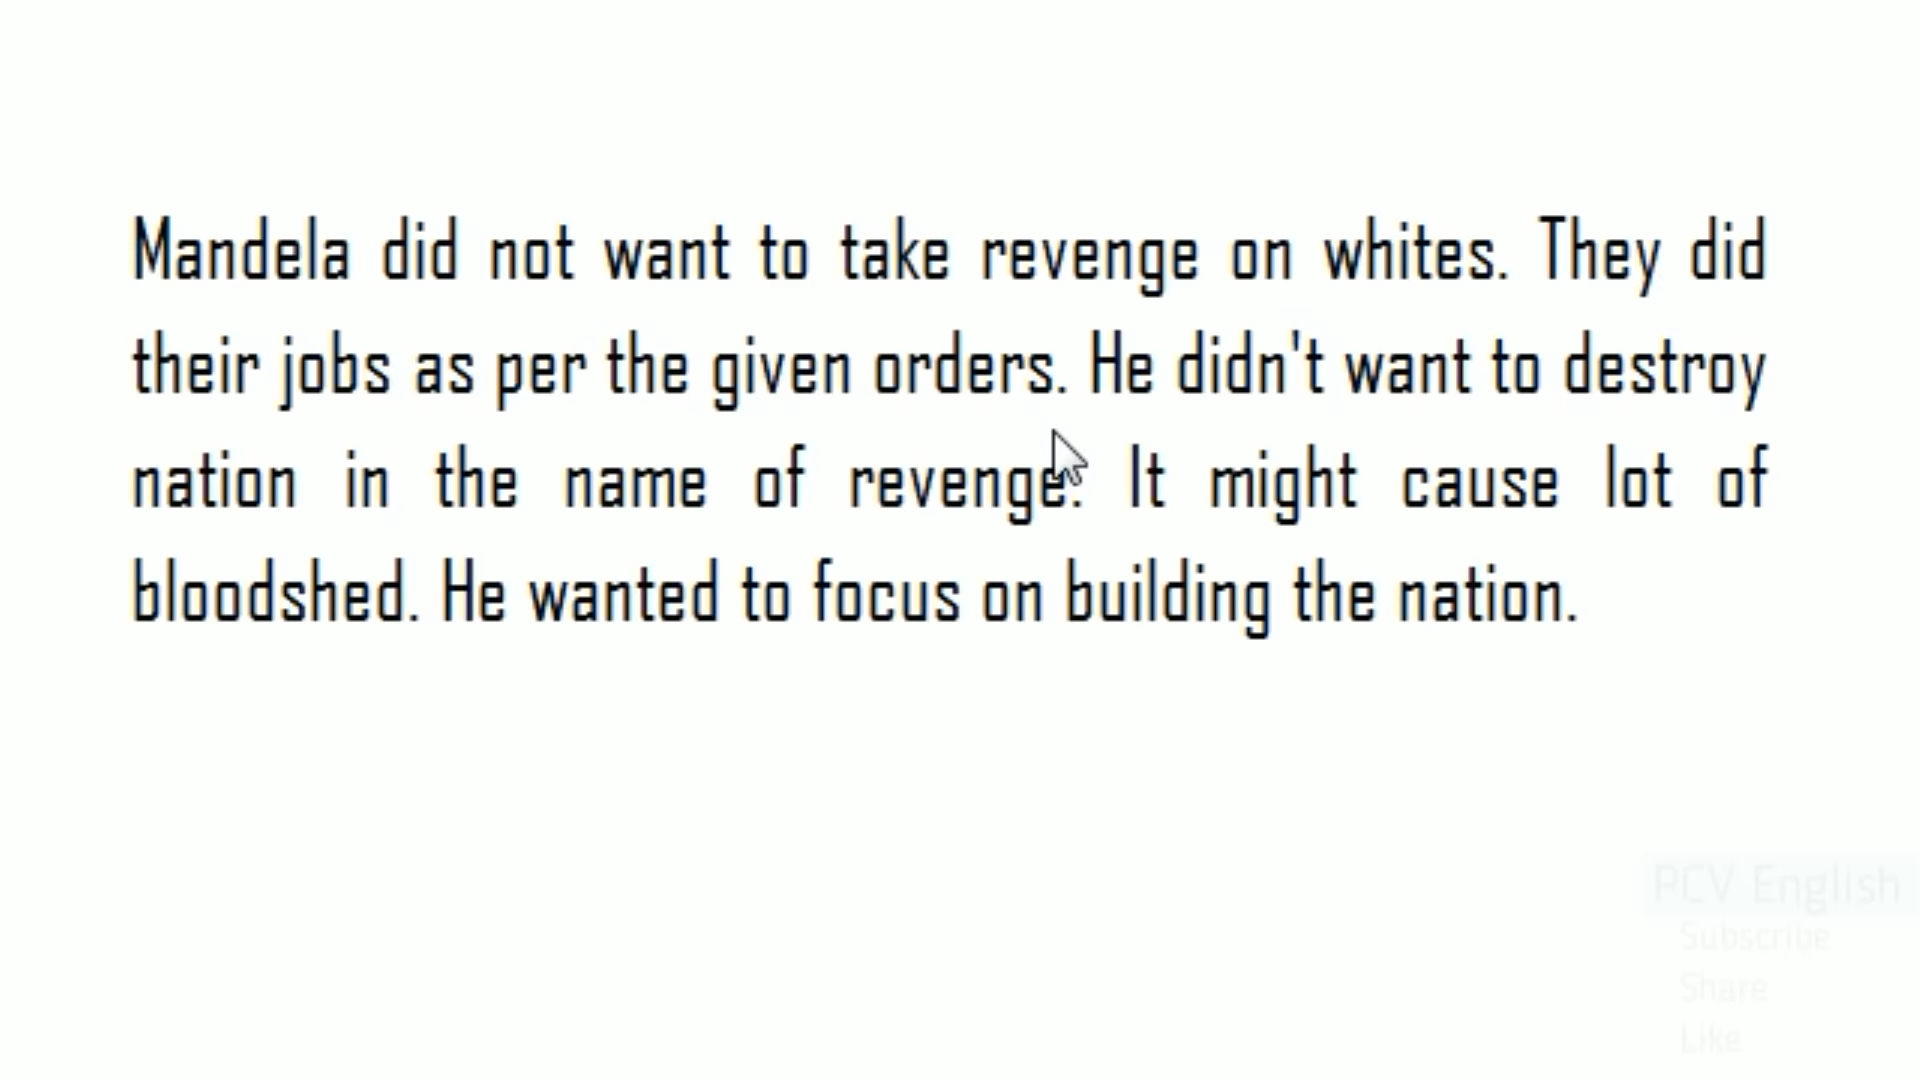 Mandela did not want to take revenge on whites. They did
their jobs as per the given orders. He didn't want to destroy
nation in the name of revenge. It might cause lot of
bloodshed. He wanted to focus on building the nation.
PCV English
Subscribe
Share
Like